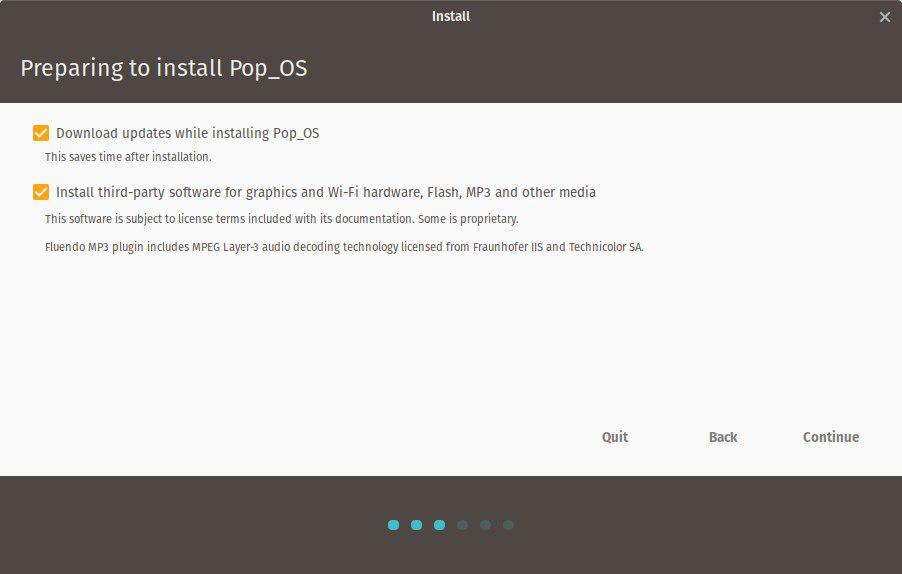 Install
Preparing to install Pop_OS
Download updates while installing Pop_OS
This saves time after installation.
Install third-party software for graphics and Wi-Fi hardware, Flash, MP3 and other media
This software is subject to license terms included with its documentation. Some is proprietary.
Fluendo MP3 plugin includes MPEG Layer-3 audio decoding technology licensed from Fraunhofer IIS and Technicolor SA.
Quit Back Continue